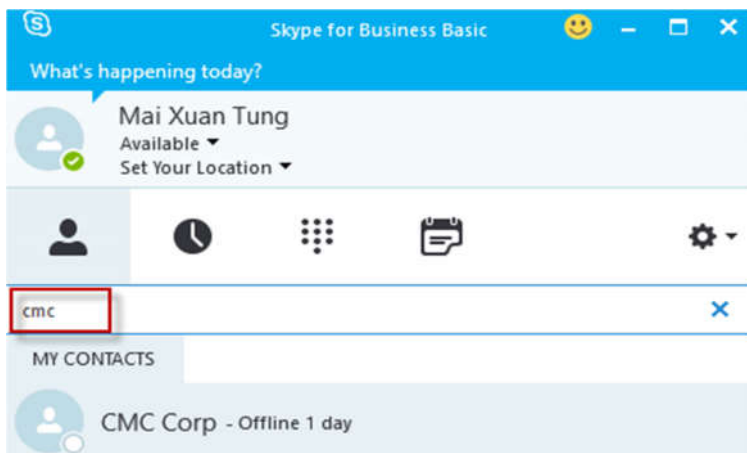 Skype for Business Basic
What's happening today?
Mai Xuan Tung
Available
Set Your Location
cmc
MY CONTACTS
CMC Corp - Offline 1 day